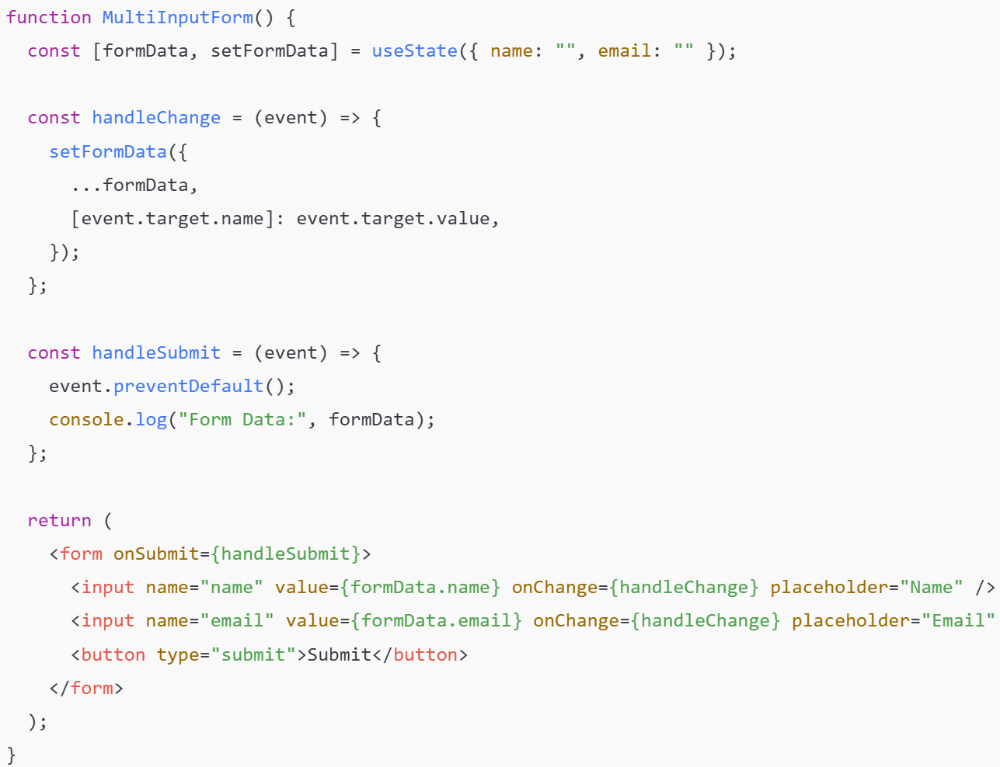 function MultiInputForm() {
  const [formData, setFormData] = useState({ name: "", email: "" });

  const handleChange = (event) => {
    setFormData({
      ...formData,
      [event.target.name]: event.target.value,
    });
  };

  const handleSubmit = (event) => {
    event.preventDefault();
    console.log("Form Data:", formData);
  };

  return (
    <form onSubmit={handleSubmit}>
      <input name="name" value={formData.name} onChange={handleChange} placeholder="Name" />
      <input name="email" value={formData.email} onChange={handleChange} placeholder="Email"
      <button type="submit">Submit</button>
    </form>
  );
}